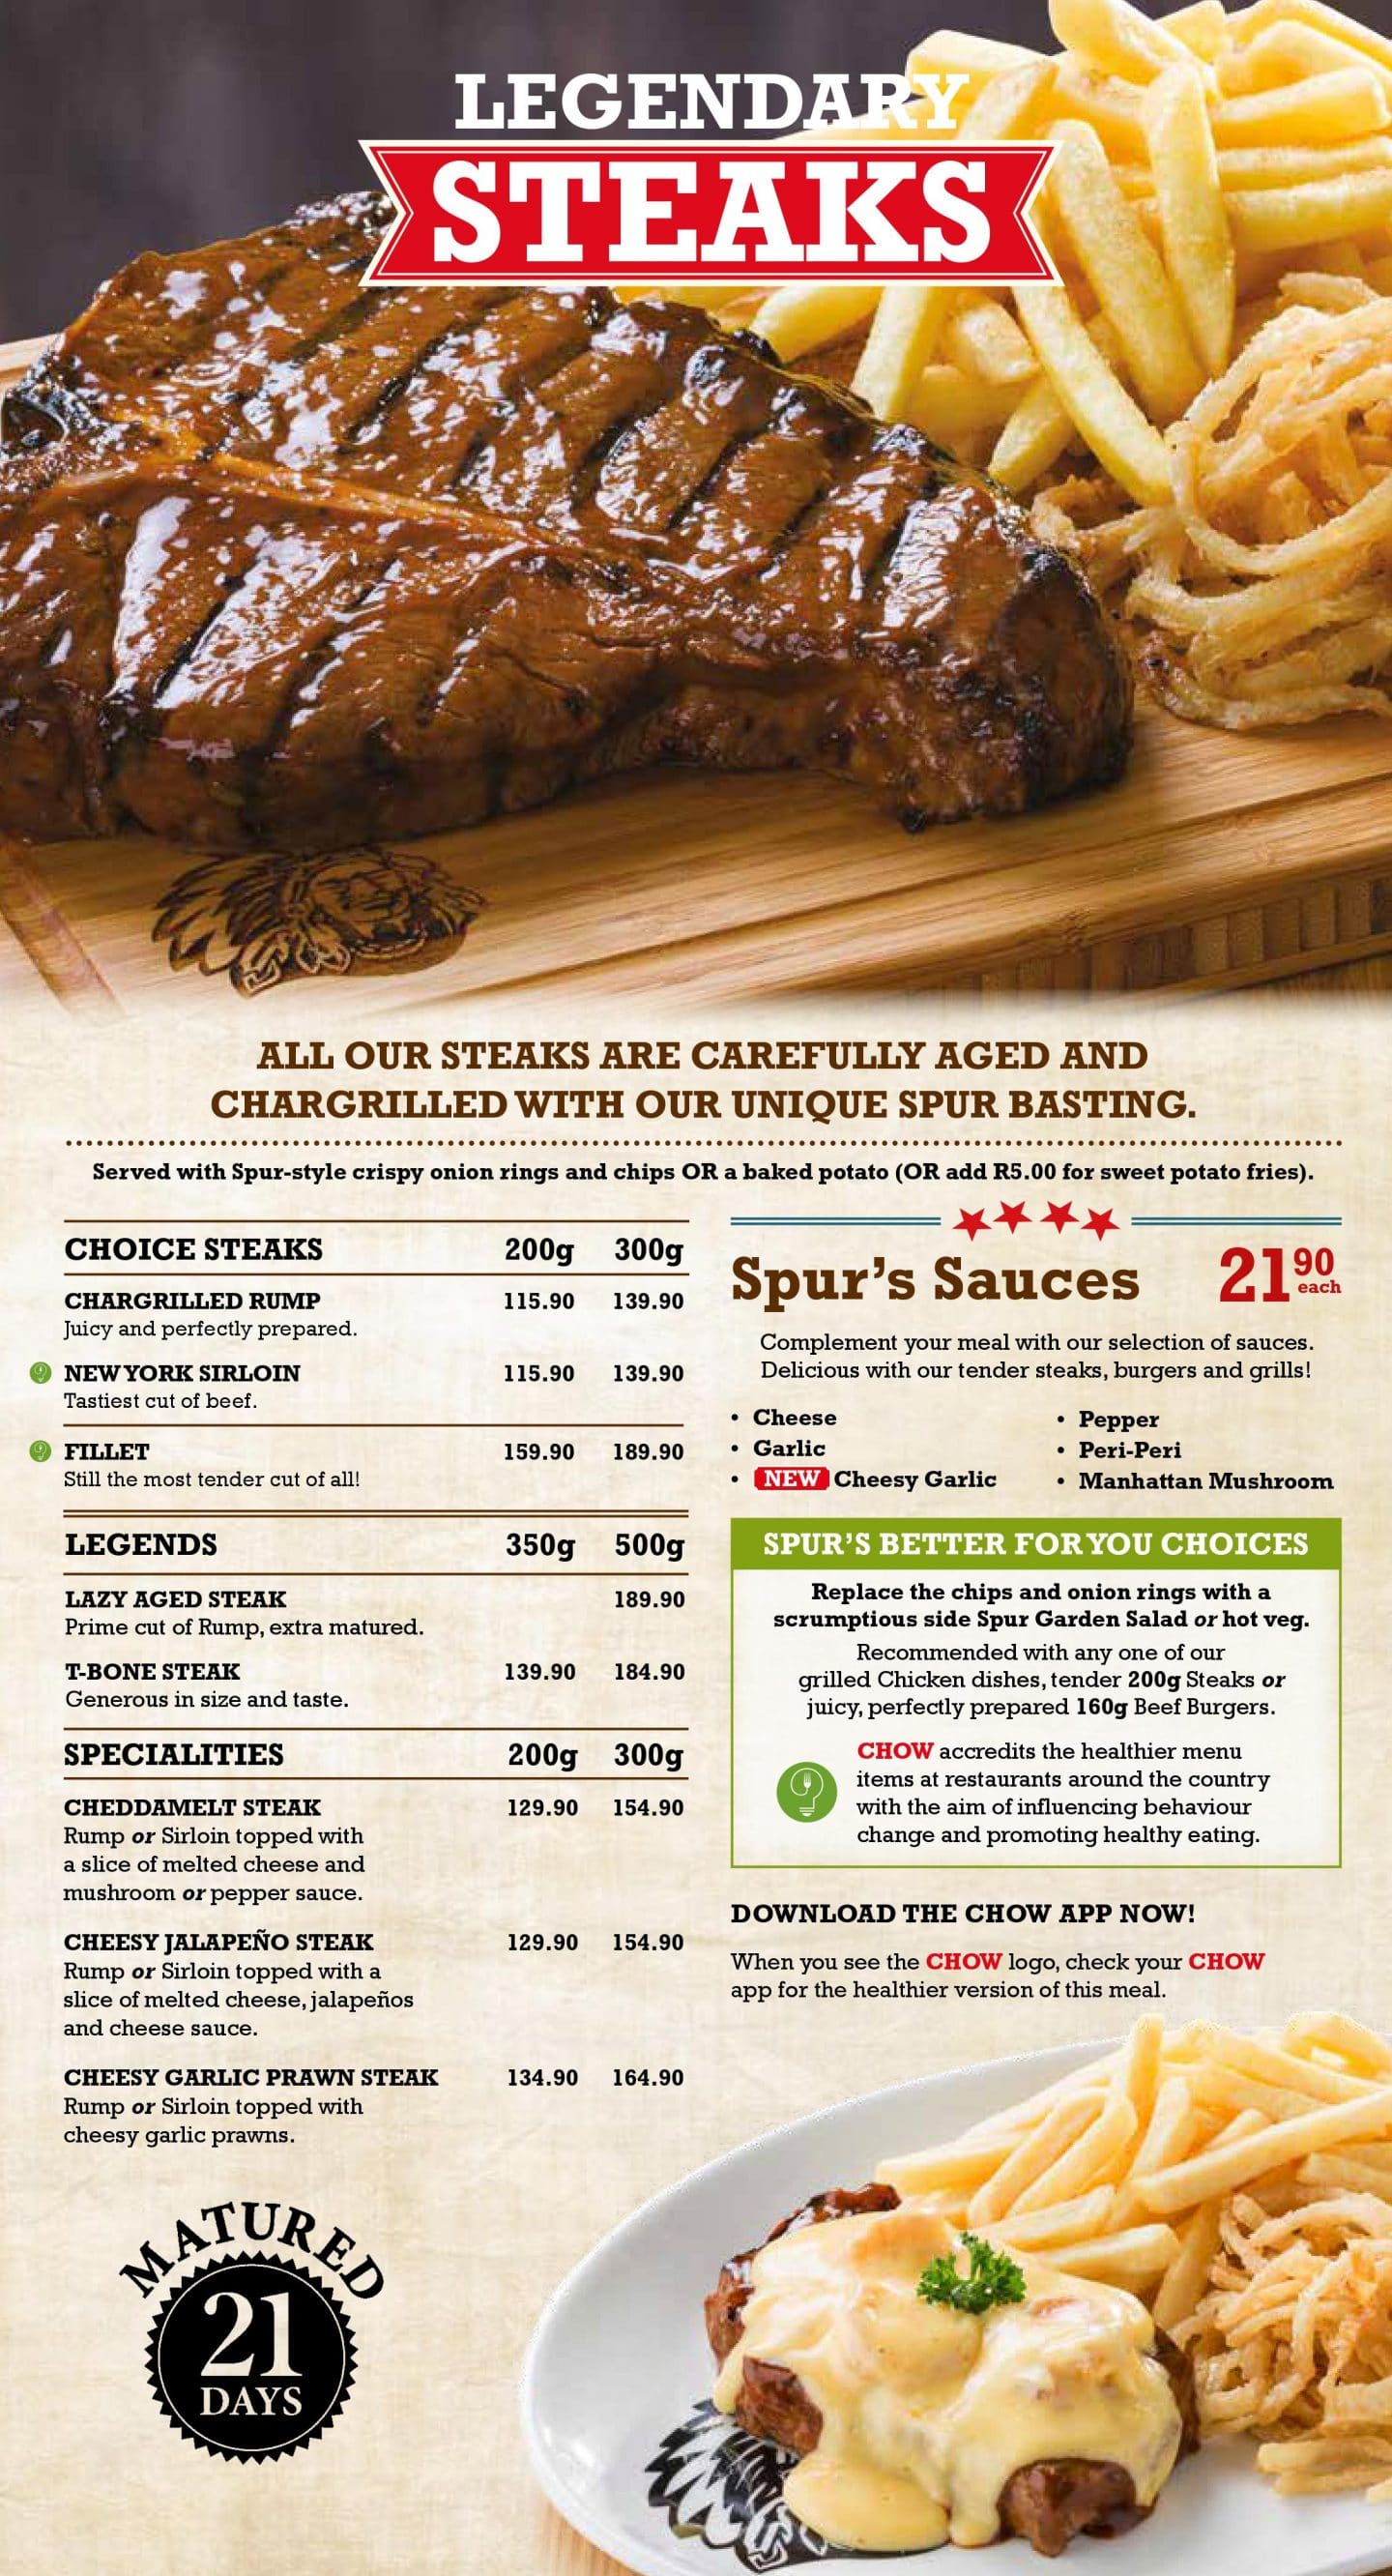 LEGENDARY
STEAKS
ALL OUR STEAKS ARE CAREFULLY AGED AND
CHARGRILLED WITH OUR UNIQUE SPUR BASTING.
Served with Spur-style crispy onion rings and chips OR a baked potato (OR add R5.00 for sweet potato fries).
CHOICE STEAKS 200g 300g
CHARGRILLED RUMP 115.90 139.90
Juicy and perfectly prepared.
NEW YORK SIRLOIN 115.90 139.90
Tastiest cut of beef.
FILLET 159.90 189.90
Still the most tender cut of all!
LEGENDS 350g 500g
LAZY AGED STEAK 189.90
Prime cut of Rump, extra matured.
T-BONE STEAK 139.90 184.90
Generous in size and taste.
SPECIALITIES 200g 300g
CHEDDAMELT STEAK 129.90 154.90
Rump or Sirloin topped with
a slice of melted cheese and
mushroom or pepper sauce.
CHEESY JALAPEÑO STEAK 129.90 154.90
Rump or Sirloin topped with a
slice of melted cheese, jalapeños
and cheese sauce.
CHEESY GARLIC PRAWN STEAK 134.90 164.90
Rump or Sirloin topped with
cheesy garlic prawns.
MATURED
21
DAYS
Spur's Sauces 21 90 each
Complement your meal with our selection of sauces.
Delicious with our tender steaks, burgers and grills!
• Cheese
• Garlic
• NEW Cheesy Garlic
• Pepper
• Peri-Peri
• Manhattan Mushroom
SPUR'S BETTER FOR YOU CHOICES
Replace the chips and onion rings with a
scrumptious side Spur Garden Salad or hot veg.
Recommended with any one of our
grilled Chicken dishes, tender 200g Steaks or
juicy, perfectly prepared 160g Beef Burgers.
CHOW accredits the healthier menu
items at restaurants around the country
with the aim of influencing behaviour
change and promoting healthy eating.
DOWNLOAD THE CHOW APP NOW!
When you see the CHOW logo, check your CHOW
app for the healthier version of this meal.